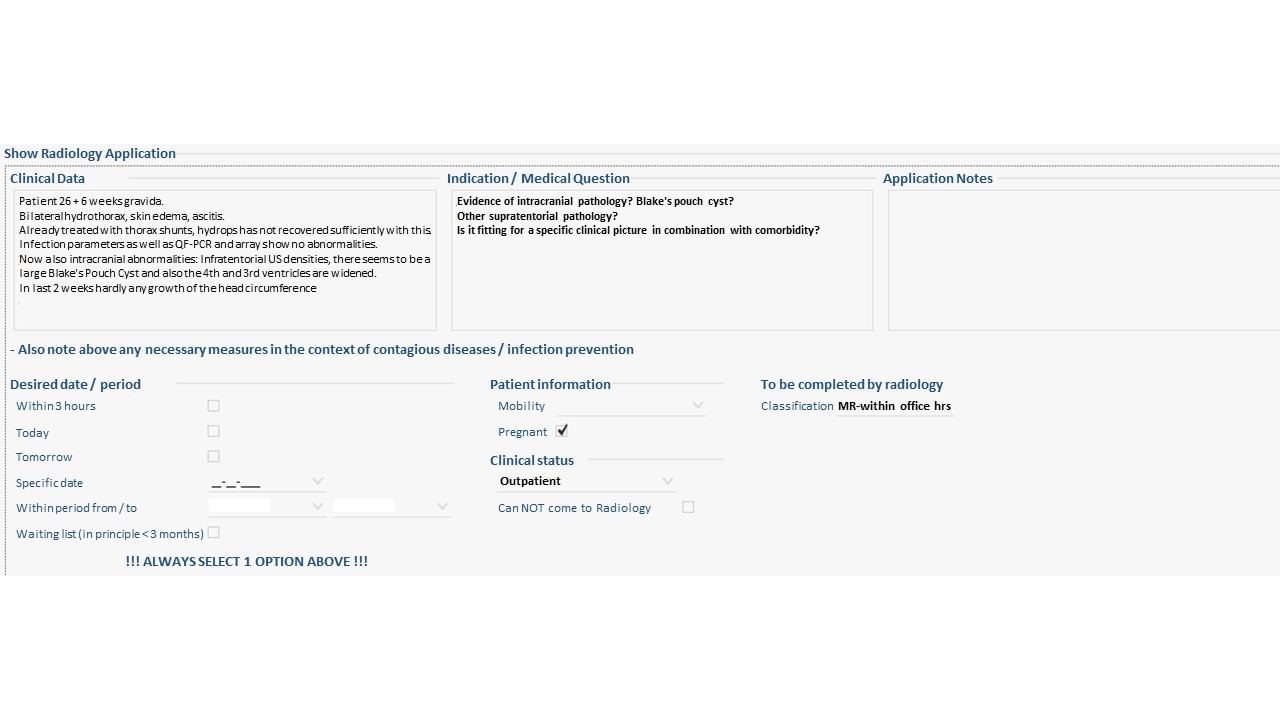 Show Radiology Application
Clinical Data
Patient 26 + 6 weeks gravida.
Bilateral hydrothorax, skin edema, ascitis.
Already treated with thorax shunts, hydrops has not recovered sufficiently with this.
Infection parameters as well as QF-PCR and array show no abnormalities.
Now also intracranial abnormalities: Infratentorial US densities, there seems to be a
large Blake's Pouch Cyst and also the 4th and 3rd ventricles are widened.
In last 2 weeks hardly any growth of the head circumference
Indication / Medical Question
Evidence of intracranial pathology? Blake's pouch cyst?
Other supratentorial pathology?
Is it fitting for a specific clinical picture in combination with comorbidity?
Application Notes
- Also note above any necessary measures in the context of contagious diseases / infection prevention
Desired date / period
Within 3 hours
Today
Tomorrow
Specific date __-__-____
Within period from / to
Waiting list (in principle < 3 months)
!!! ALWAYS SELECT 1 OPTION ABOVE !!!
Patient information
Mobility
Pregnant
Clinical status
Outpatient
Can NOT come to Radiology
To be completed by radiology
Classification MR-within office hrs